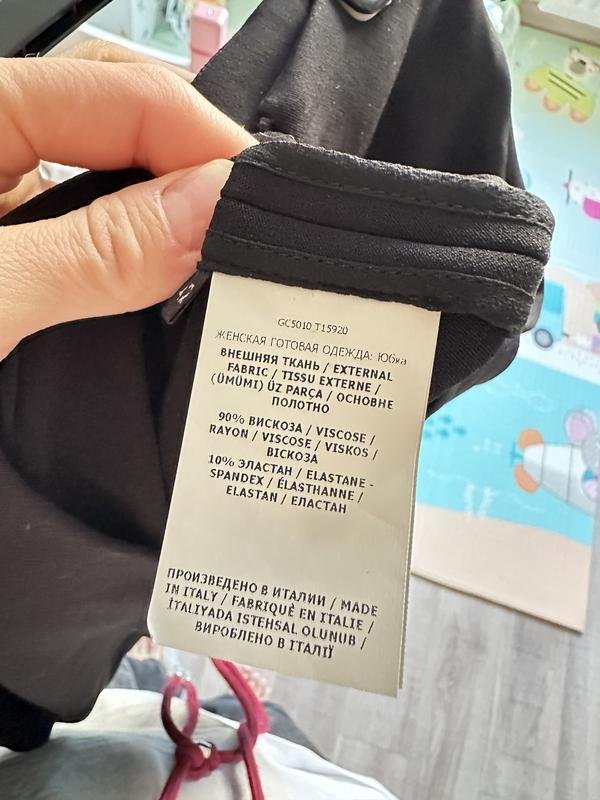 GC5010 T15920
ЖЕНСКАЯ ГОТОВАЯ ОДЕЖДА: Юбка
ВНЕШНЯЯ ТКАНЬ / EXTERNAL
FABRIC / TISSU EXTERNE /
(ÜMÜMİ) ÜZ PARÇA / ОСНОВНЕ
ПОЛОТНО
90% ВИСКОЗА / VISCOSE /
RAYON / VISCOSE / VISKOS /
ВІСКОЗА
10% ЭЛАСТАН / ELASTANE -
SPANDEX / ÉLASTHANNE /
ELASTAN / ЕЛАСТАН
ПРОИЗВЕДЕНО В ИТАЛИИ / MADE
IN ITALY / FABRIQUÉ EN ITALIE /
İTALIYADA ISTEHSAL OLUNUB /
ВИРОБЛЕНО В ІТАЛІЇ